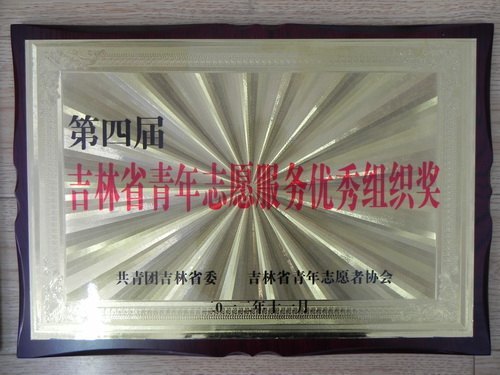 第四届
吉林省青年志愿服务优秀组织奖
共青团吉林省委 吉林省青年志愿者协会
年十一月